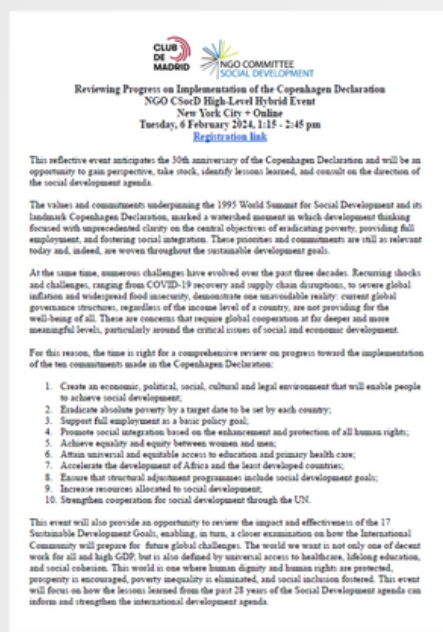 CLUB
DE
MADRID
NGO COMMITTEE
SOCIAL DEVELOPMENT
Reviewing Progress on Implementation of the Copenhagen Declaration
NGO CSocD High-Level Hybrid Event
New York City + Online
Tuesday, 6 February 2024, 1:15 - 2:45 pm
Registration link
This reflective event anticipates the 30th anniversary of the Copenhagen Declaration and will be an
opportunity to gain perspective, take stock, identify lessons learned, and consult on the direction of
the social development agenda.
The values and commitments underpinning the 1995 World Summit for Social Development and its
landmark Copenhagen Declaration, marked a watershed moment in which development thinking
focused with unprecedented clarity on the central objectives of eradicating poverty, providing full
employment, and fostering social integration. These priorities and commitments are still as relevant
today and, indeed, are woven throughout the sustainable development goals.
At the same time, numerous challenges have evolved over the past three decades. Recurring shocks
and challenges, ranging from COVID-19 recovery and supply chain disruptions, to severe global
inflation and widespread food insecurity, demonstrate one unavoidable reality: current global
governance structures, regardless of the income level of a country, are not providing for the
well-being of all. These are concerns that require global cooperation at far deeper and more
meaningful levels, particularly around the critical issues of social and economic development.
For this reason, the time is right for a comprehensive review on progress toward the implementation
of the ten commitments made in the Copenhagen Declaration:
1. Create an economic, political, social, cultural and legal environment that will enable people
to achieve social development;
2. Eradicate absolute poverty by a target date to be set by each country;
3. Support full employment as a basic policy goal;
4. Promote social integration based on the enhancement and protection of all human rights;
5. Achieve equality and equity between women and men;
6. Attain universal and equitable access to education and primary health care;
7. Accelerate the development of Africa and the least developed countries;
8. Ensure that structural adjustment programmes include social development goals;
9. Increase resources allocated to social development;
10. Strengthen cooperation for social development through the UN.
This event will also provide an opportunity to review the impact and effectiveness of the 17
Sustainable Development Goals, enabling, in turn, a closer examination on how the International
Community will prepare for future global challenges. The world we want is not only one of decent
work for all and high GDP, but is also defined by universal access to healthcare, lifelong education,
and social cohesion. This world is one where human dignity and human rights are protected,
prosperity is encouraged, poverty inequality is eliminated, and social inclusion fostered. This event
will focus on how the lessons learned from the past 28 years of the Social Development agenda can
inform and strengthen the international development agenda.